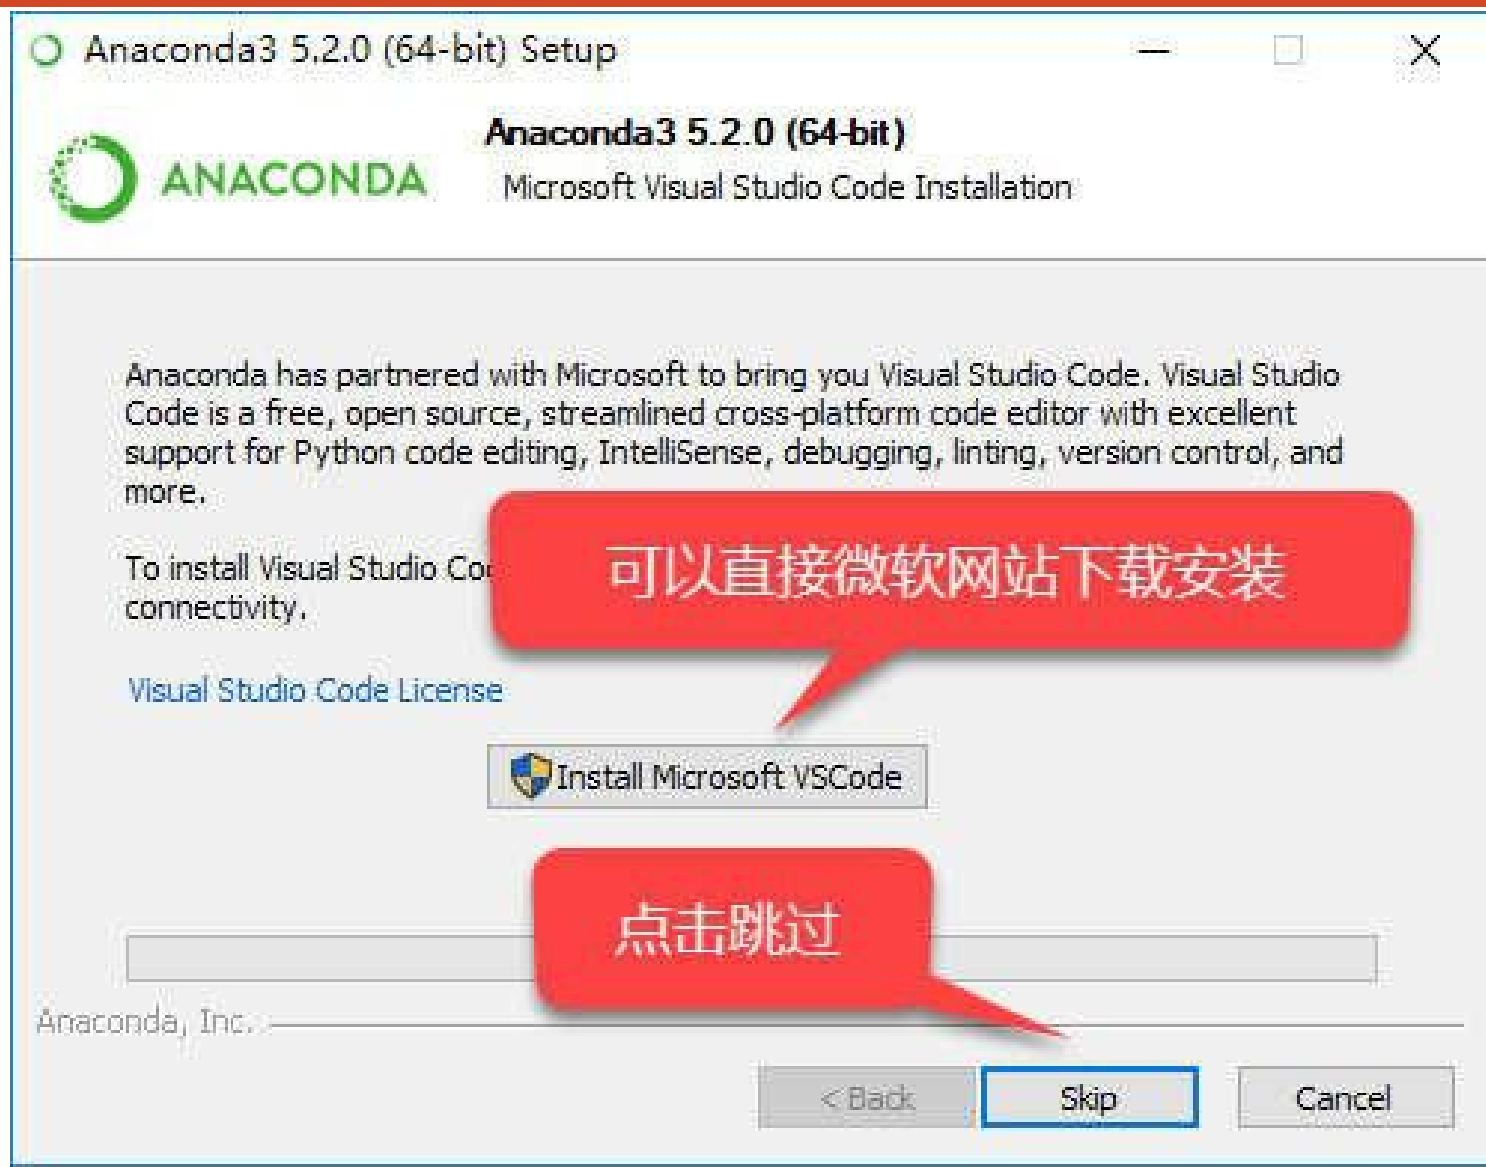 Anaconda3 5.2.0 (64-bit) Setup
Anaconda3 5.2.0 (64-bit)
ANACONDA
Microsoft Visual Studio Code Installation
Anaconda has partnered with Microsoft to bring you Visual Studio Code. Visual Studio
Code is a free, open source, streamlined cross-platform code editor with excellent
support for Python code editing, IntelliSense, debugging, linting, version control, and
more.
可以直接微软网站下载安装
To install Visual Studio
connectivity.
Visual Studio Code License
Install Microsoft VSCode
点击跳过
Anaconda, Inc.
< Back
Skip
Cancel